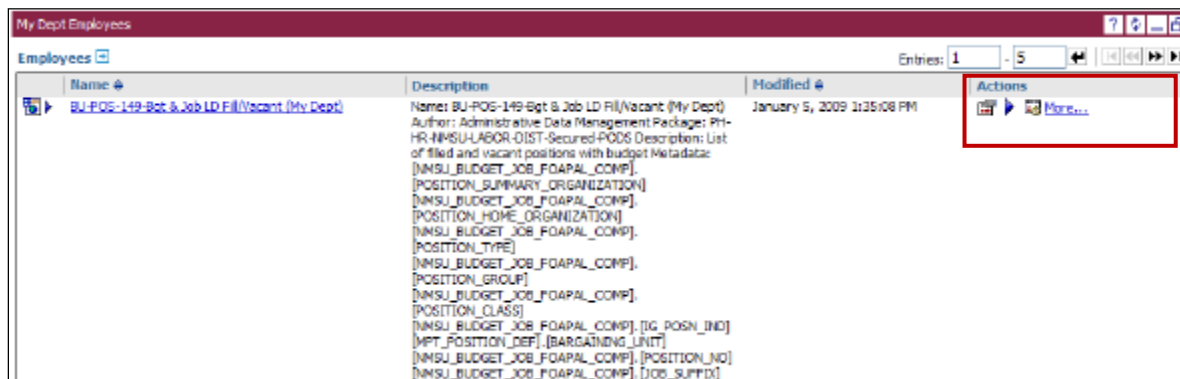 My Dept Employees
Employees
Entries: 1 - 5
Name Description Modified Actions
BU-POS-149-Bgt & Job LD Fill/Vacant (My Dept)
Name: BU-POS-149-Bgt & Job LD Fill/Vacant (My Dept)
January 5, 2009 1:35:08 PM
More...
Author: Administrative Data Management Package: PH-
HR-NMSU-LABOR-DIST-Secured-PODS Description: List
of filled and vacant positions with budget Metadata:
[NMSU_BUDGET_JOB_FOAPAL_COMP].
[POSITION_SUMMARY_ORGANIZATION]
[NMSU_BUDGET_JOB_FOAPAL_COMP].
[POSITION_HOME_ORGANIZATION]
[NMSU_BUDGET_JOB_FOAPAL_COMP].
[POSITION_TYPE]
[NMSU_BUDGET_JOB_FOAPAL_COMP].
[POSITION_GROUP]
[NMSU_BUDGET_JOB_FOAPAL_COMP].
[POSITION_CLASS]
[NMSU_BUDGET_JOB_FOAPAL_COMP].[IG_POSN_IND]
[MPT_POSITION_DEF].[BARGAINING_UNIT]
[NMSU_BUDGET_JOB_FOAPAL_COMP].[POSITION_NO]
[NMSU_BUDGET_JOB_FOAPAL_COMP].[JOB_SUFFIX]